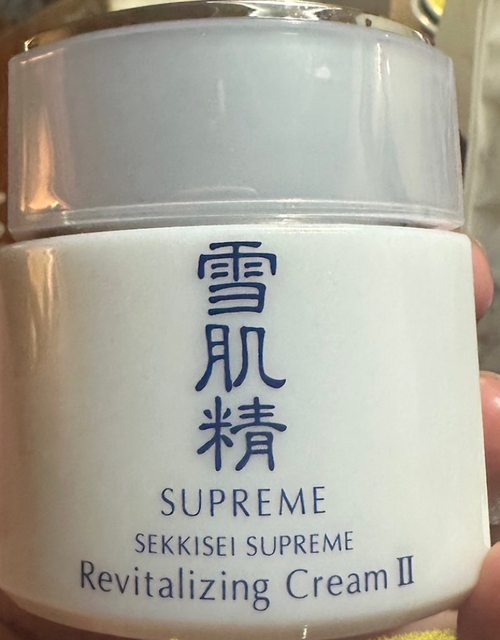 雪肌精
SUPREME
SEKKISEI SUPREME
Revitalizing Cream Ⅱ